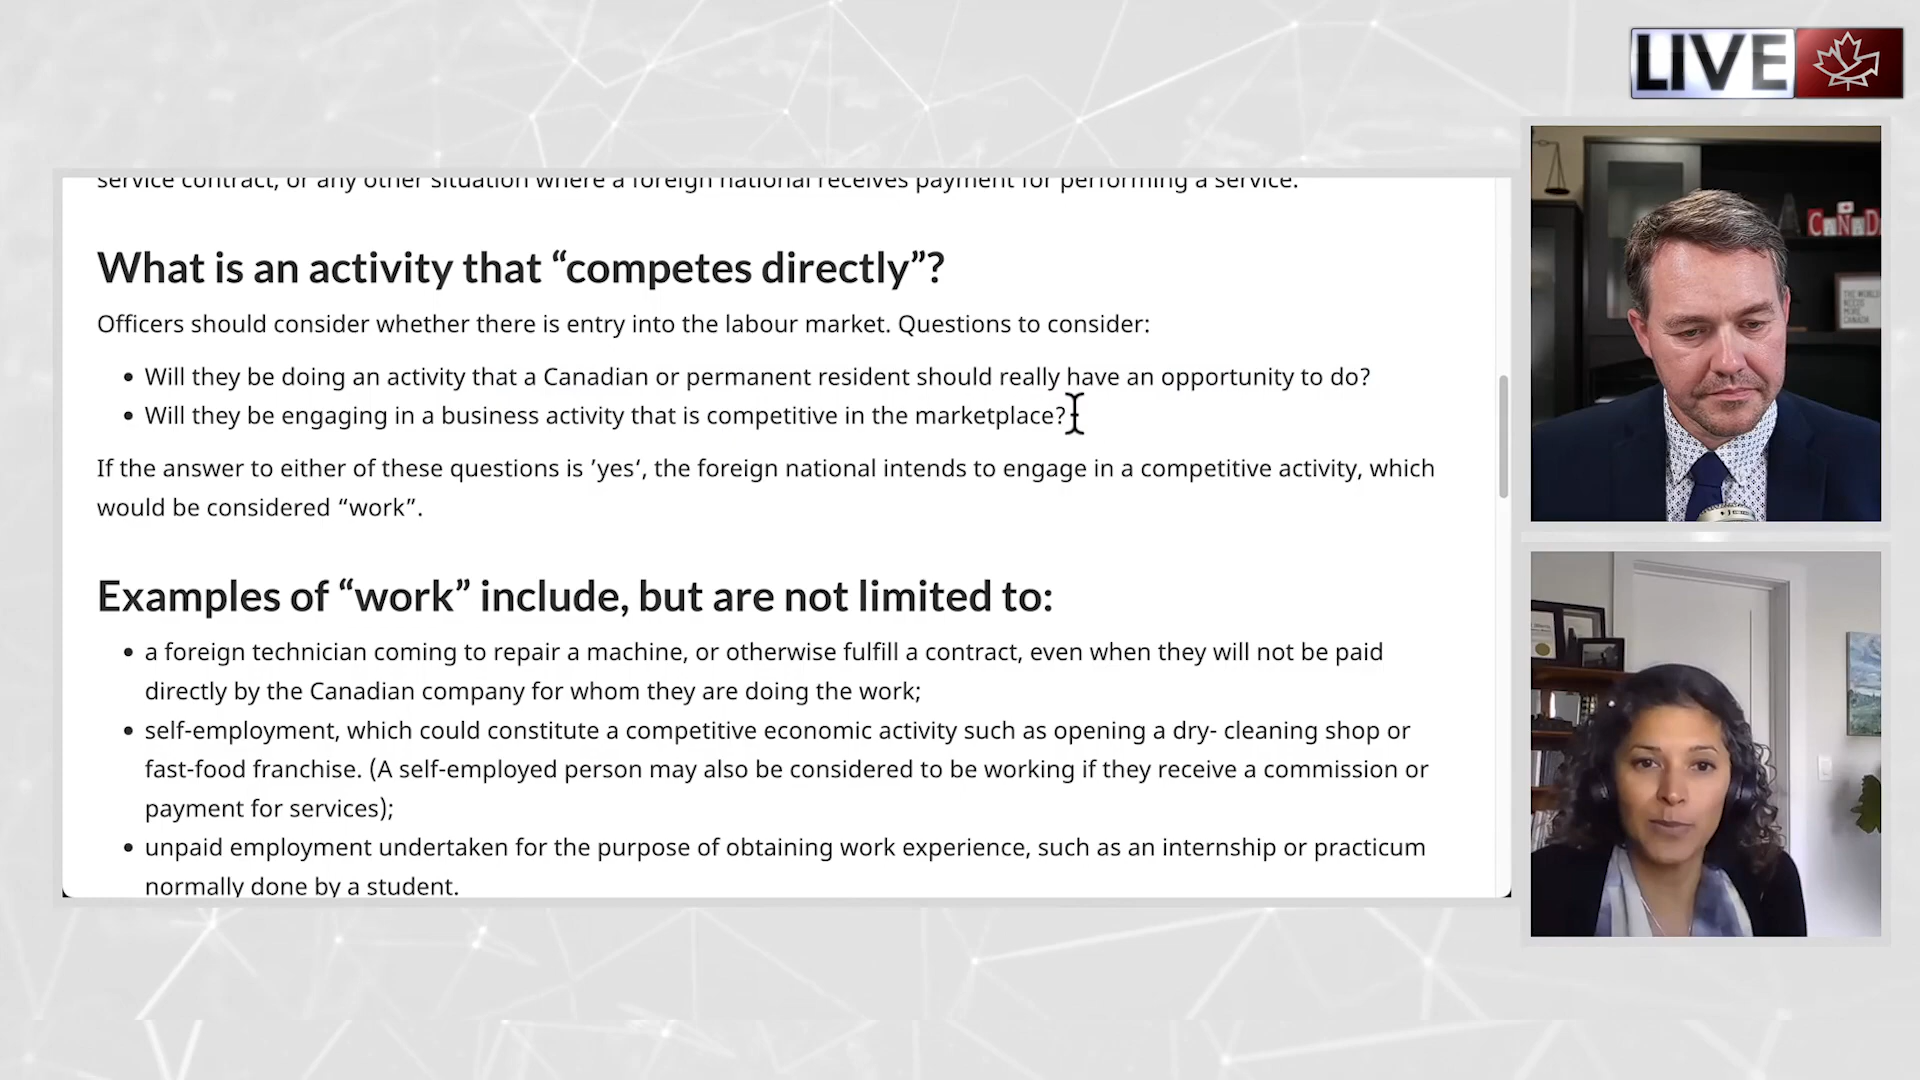 LIVE
service contract, or any other situation where a foreign national receives payment for performing a service.
What is an activity that “competes directly”?
Officers should consider whether there is entry into the labour market. Questions to consider:
• Will they be doing an activity that a Canadian or permanent resident should really have an opportunity to do?
• Will they be engaging in a business activity that is competitive in the marketplace?
If the answer to either of these questions is ’yes‘, the foreign national intends to engage in a competitive activity, which
would be considered “work”.
Examples of “work” include, but are not limited to:
• a foreign technician coming to repair a machine, or otherwise fulfill a contract, even when they will not be paid
directly by the Canadian company for whom they are doing the work;
• self-employment, which could constitute a competitive economic activity such as opening a dry- cleaning shop or
fast-food franchise. (A self-employed person may also be considered to be working if they receive a commission or
payment for services);
• unpaid employment undertaken for the purpose of obtaining work experience, such as an internship or practicum
normally done by a student.
CANAD
THE WORLD
NEEDS
MORE
CANADA